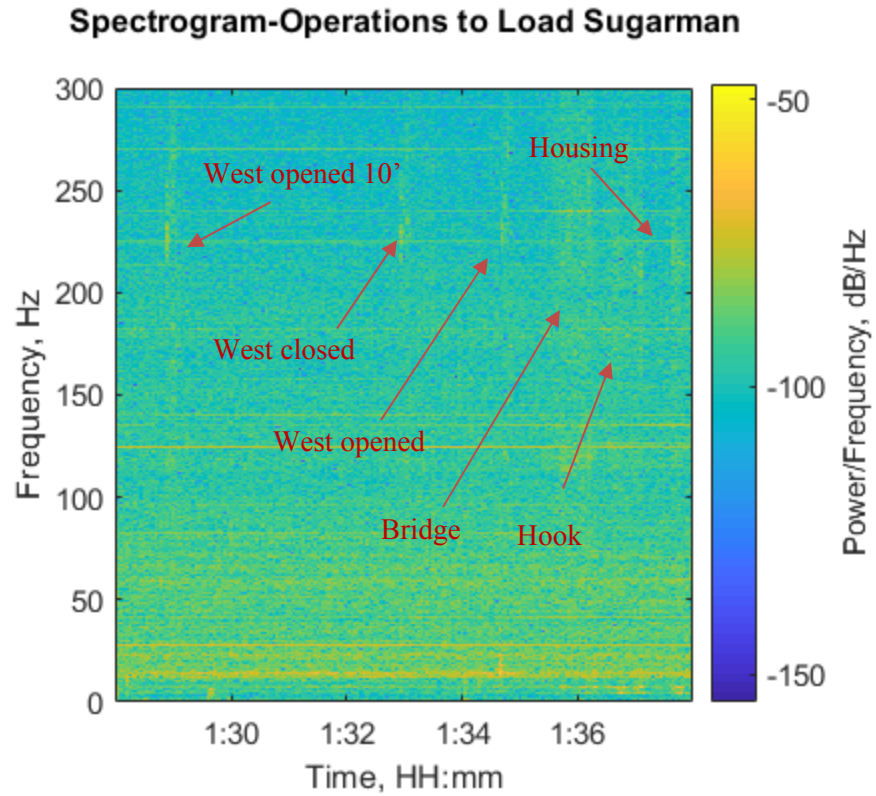 Spectrogram-Operations to Load Sugarman
300
250
200
150
100
50
0
Frequency, Hz
1:30
1:32
1:34
1:36
Time, HH:mm
West opened 10’
Housing
West closed
West opened
Bridge
Hook
-50
-100
-150
Power/Frequency, dB/Hz